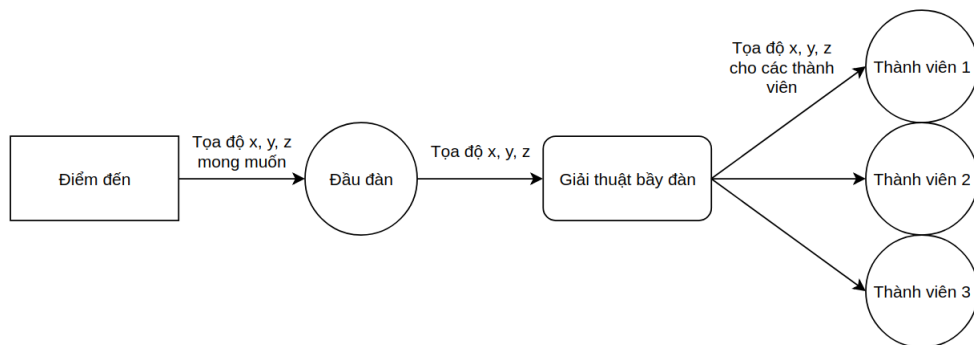 Điểm đến
Tọa độ x, y, z
mong muốn
Đầu đàn
Tọa độ x, y, z
Giải thuật bầy đàn
Tọa độ x, y, z
cho các thành
viên
Thành viên 1
Thành viên 2
Thành viên 3